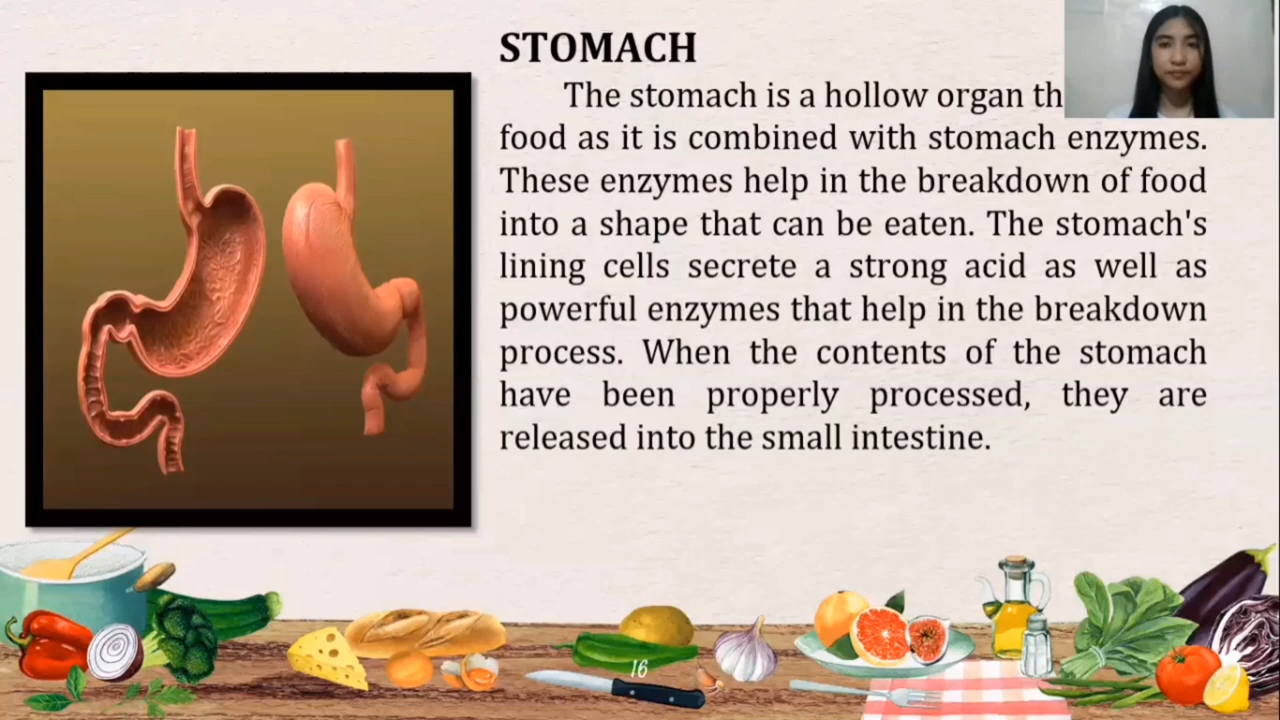 STOMACH
The stomach is a hollow organ
food as it is combined with stomach enzymes.
These enzymes help in the breakdown of food
into a shape that can be eaten. The stomach's
lining cells secrete a strong acid as well as
powerful enzymes that help in the breakdown
process. When the contents of the stomach
have been properly processed, they are
released into the small intestine.
16